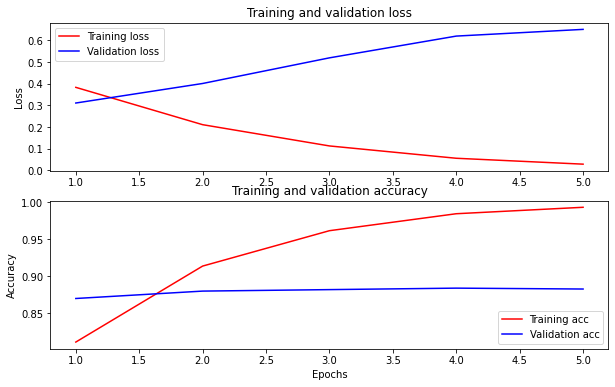 Training and validation loss
Training loss
Validation loss
Loss
0.6
0.5
0.4
0.3
0.2
0.1
0.0
1.0 1.5 2.0 2.5 3.0 3.5 4.0 4.5 5.0
Training and validation accuracy
Accuracy
1.00
0.95
0.90
0.85
Training acc
Validation acc
1.0 1.5 2.0 2.5 3.0 3.5 4.0 4.5 5.0
Epochs